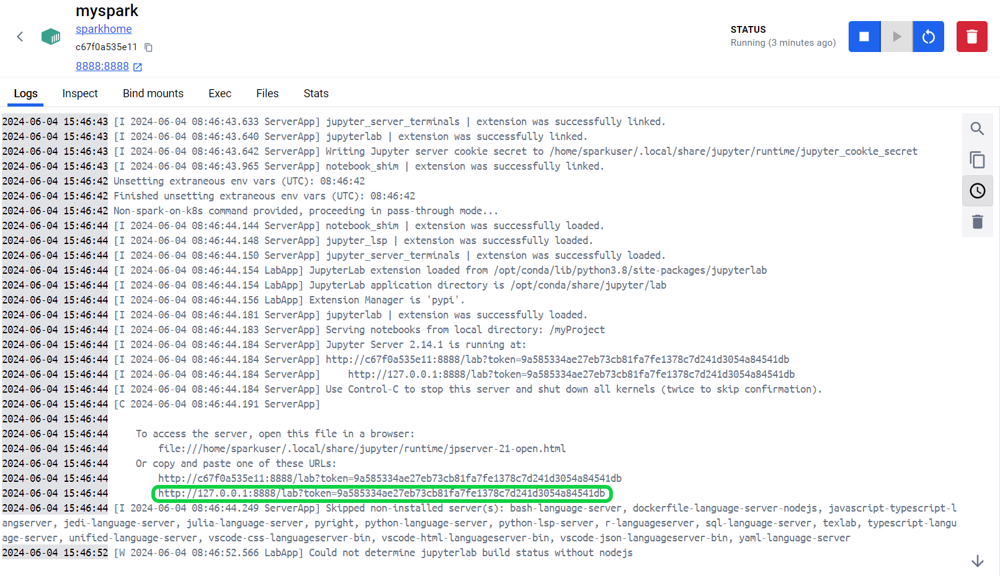 myspark
sparkhome
c67f0a535e11
8888:8888
STATUS
Running (3 minutes ago)
Logs Inspect Bind mounts Exec Files Stats
2024-06-04 15:46:43 [I 2024-06-04 08:46:43.633 ServerApp] jupyter_server_terminals | extension was successfully linked.
2024-06-04 15:46:43 [I 2024-06-04 08:46:43.640 ServerApp] jupyterlab | extension was successfully linked.
2024-06-04 15:46:43 [I 2024-06-04 08:46:43.642 ServerApp] Writing Jupyter server cookie secret to /home/sparkuser/.local/share/jupyter/runtime/jupyter_cookie_secret
2024-06-04 15:46:43 [I 2024-06-04 08:46:43.965 ServerApp] notebook_shim | extension was successfully linked.
2024-06-04 15:46:42 Unsetting extraneous env vars (UTC): 08:46:42
2024-06-04 15:46:42 Finished unsetting extraneous env vars (UTC): 08:46:42
2024-06-04 15:46:42 Non-spark-on-k8s command provided, proceeding in pass-through mode...
2024-06-04 15:46:44 [I 2024-06-04 08:46:44.144 ServerApp] notebook_shim | extension was successfully loaded.
2024-06-04 15:46:44 [I 2024-06-04 08:46:44.148 ServerApp] jupyter_lsp | extension was successfully loaded.
2024-06-04 15:46:44 [I 2024-06-04 08:46:44.150 ServerApp] jupyter_server_terminals | extension was successfully loaded.
2024-06-04 15:46:44 [I 2024-06-04 08:46:44.154 LabApp] JupyterLab extension loaded from /opt/conda/lib/python3.8/site-packages/jupyterlab
2024-06-04 15:46:44 [I 2024-06-04 08:46:44.154 LabApp] JupyterLab application directory is /opt/conda/share/jupyter/lab
2024-06-04 15:46:44 [I 2024-06-04 08:46:44.156 LabApp] Extension Manager is 'pypi'.
2024-06-04 15:46:44 [I 2024-06-04 08:46:44.181 ServerApp] jupyterlab | extension was successfully loaded.
2024-06-04 15:46:44 [I 2024-06-04 08:46:44.183 ServerApp] Serving notebooks from local directory: /myProject
2024-06-04 15:46:44 [I 2024-06-04 08:46:44.184 ServerApp] Jupyter Server 2.14.1 is running at:
2024-06-04 15:46:44 [I 2024-06-04 08:46:44.184 ServerApp] http://c67f0a535e11:8888/lab?token=9a585334ae27eb73cb81fa7fe1378c7d241d3054a84541db
2024-06-04 15:46:44 [I 2024-06-04 08:46:44.184 ServerApp]     http://127.0.0.1:8888/lab?token=9a585334ae27eb73cb81fa7fe1378c7d241d3054a84541db
2024-06-04 15:46:44 [I 2024-06-04 08:46:44.184 ServerApp] Use Control-C to stop this server and shut down all kernels (twice to skip confirmation).
2024-06-04 15:46:44 [C 2024-06-04 08:46:44.191 ServerApp]
2024-06-04 15:46:44
2024-06-04 15:46:44     To access the server, open this file in a browser:
2024-06-04 15:46:44         file:///home/sparkuser/.local/share/jupyter/runtime/jpserver-21-open.html
2024-06-04 15:46:44     Or copy and paste one of these URLs:
2024-06-04 15:46:44         http://c67f0a535e11:8888/lab?token=9a585334ae27eb73cb81fa7fe1378c7d241d3054a84541db
2024-06-04 15:46:44         http://127.0.0.1:8888/lab?token=9a585334ae27eb73cb81fa7fe1378c7d241d3054a84541db
2024-06-04 15:46:44 [I 2024-06-04 08:46:44.249 ServerApp] Skipped non-installed server(s): bash-language-server, dockerfile-language-server-nodejs, javascript-typescript-l
angserver, jedi-language-server, julia-language-server, pyright, python-language-server, python-lsp-server, r-languageserver, sql-language-server, texlab, typescript-langu
age-server, unified-language-server, vscode-css-languageserver-bin, vscode-html-languageserver-bin, vscode-json-languageserver-bin, yaml-language-server
2024-06-04 15:46:52 [W 2024-06-04 08:46:52.566 LabApp] Could not determine jupyterlab build status without nodejs